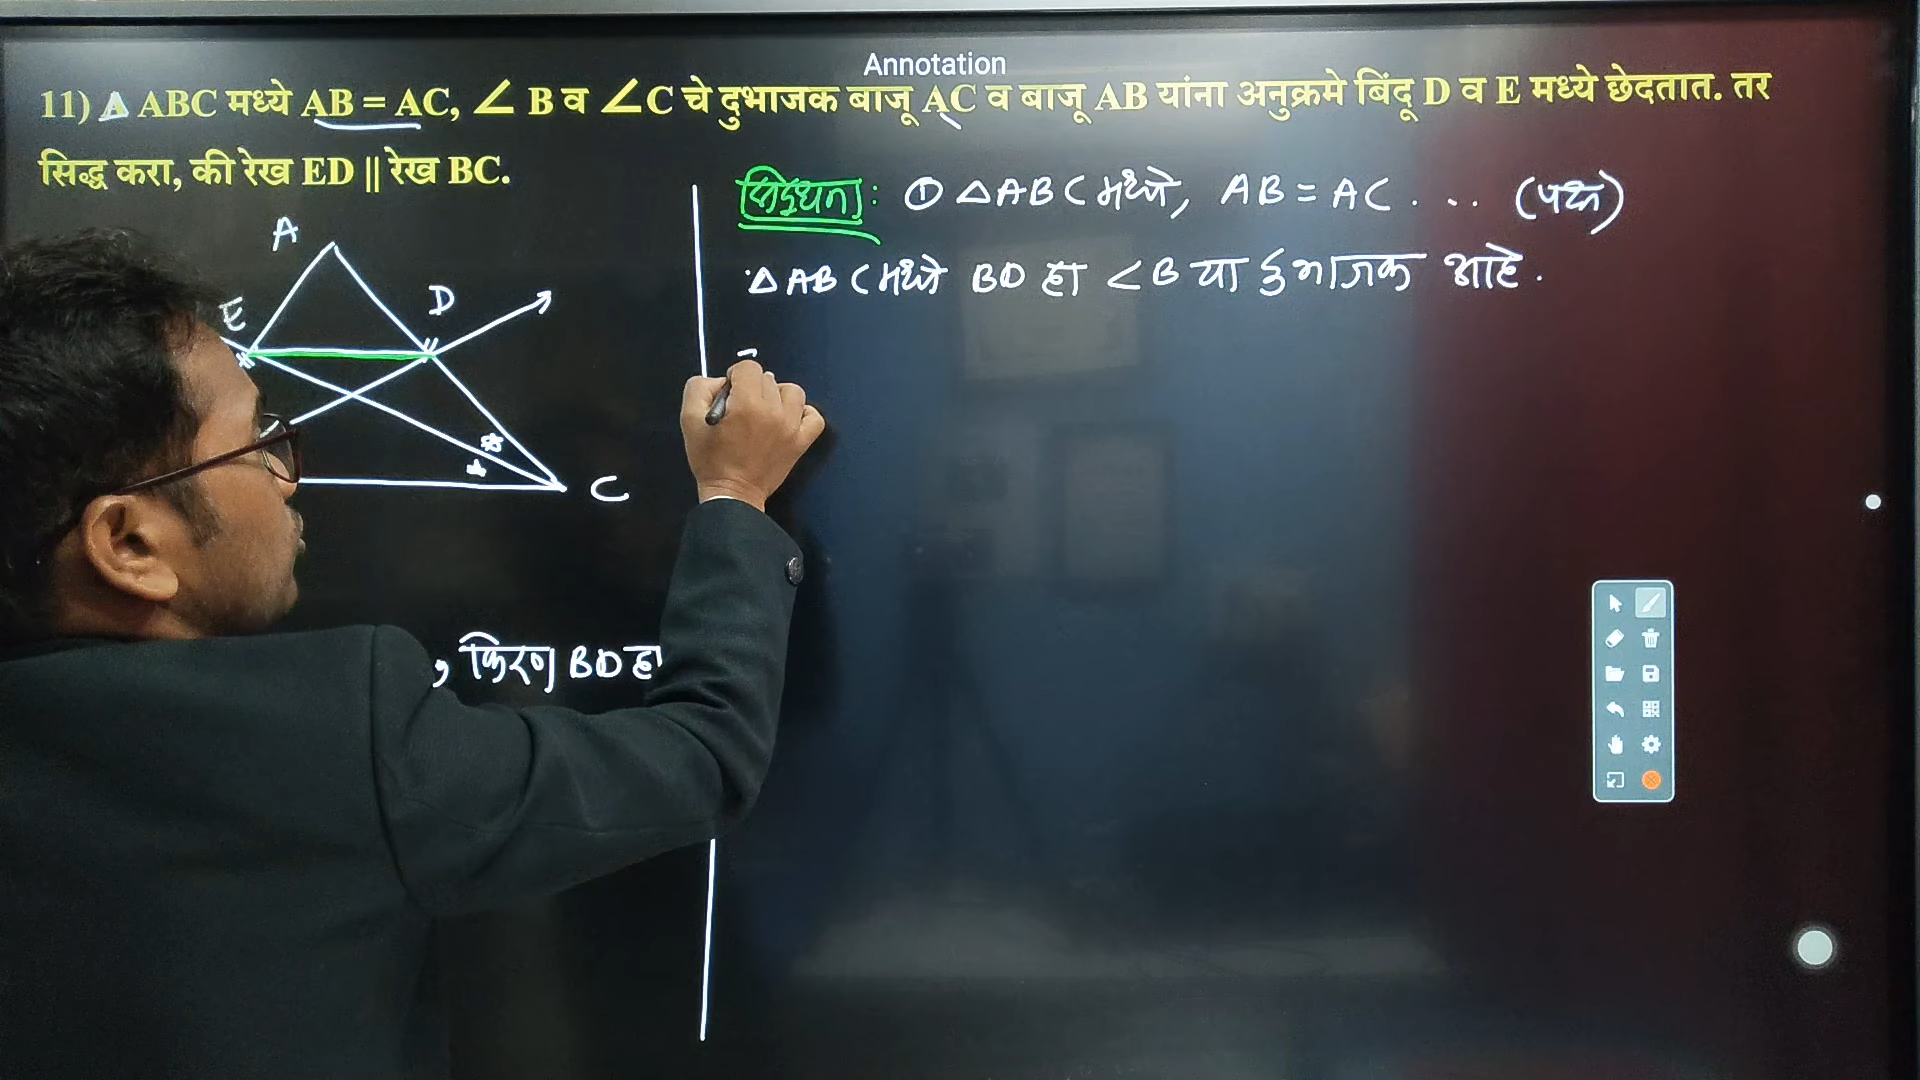 Annotation
11) Δ ABC मध्ये AB = AC, ∠ B व ∠C चे दुभाजक बाजू AC व बाजू AB यांना अनुक्रमे बिंदू D व E मध्ये छेदतात. तर
सिद्ध करा, की रेख ED || रेख BC.
: ① △ABC मध्ये, AB = AC . .. (पक्ष)
△ABC मध्ये BD हा ∠B या दुभाजक आहे.
A
E
D
C
, किरण BD हा